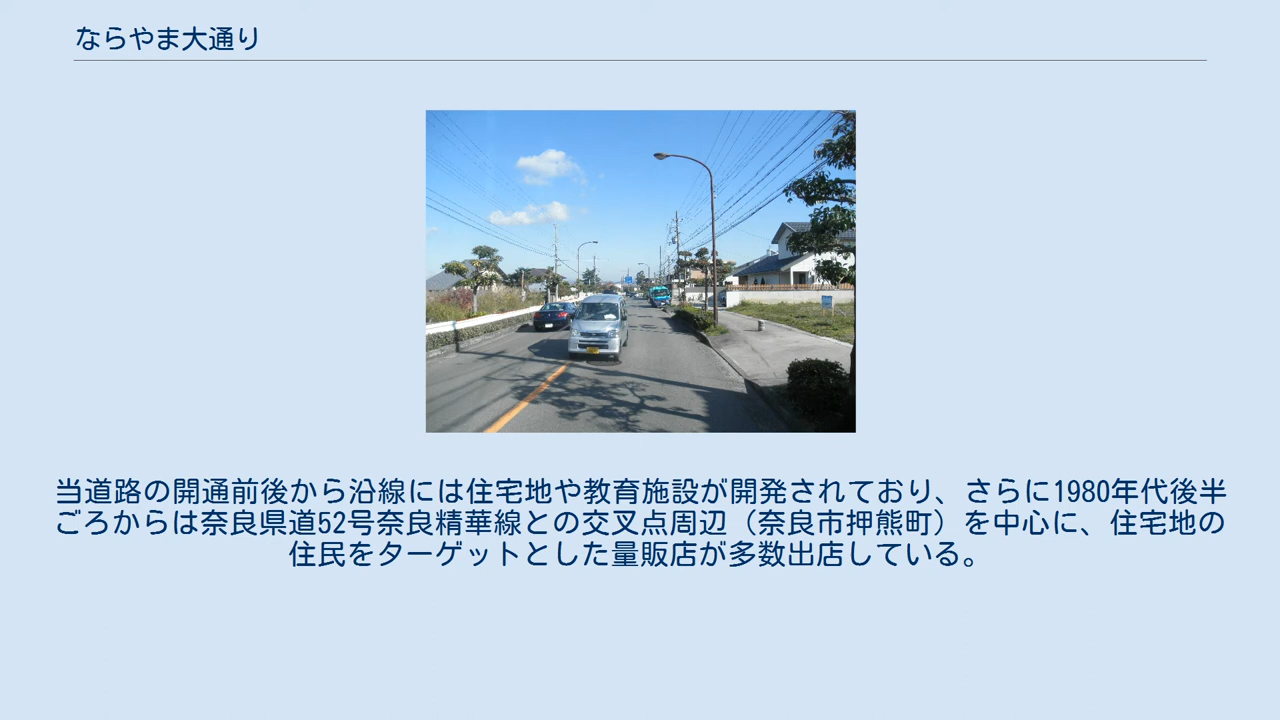 ならやま大通り
当道路の開通前後から沿線には住宅地や教育施設が開発されており、さらに1980年代後半
ごろからは奈良県道52号奈良精華線との交叉点周辺（奈良市押熊町）を中心に、住宅地の
住民をターゲットとした量販店が多数出店している。